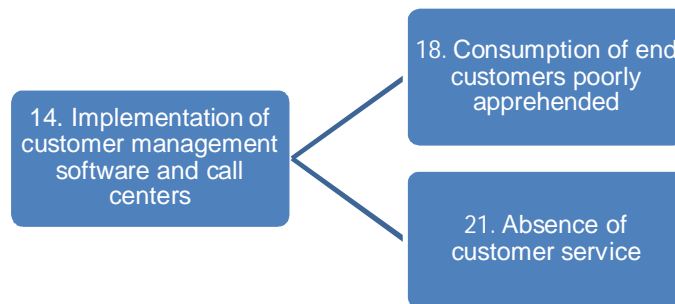 18. Consumption of end
customers poorly
apprehended
14. Implementation of
customer management
software and call
centers
21. Absence of
customer service